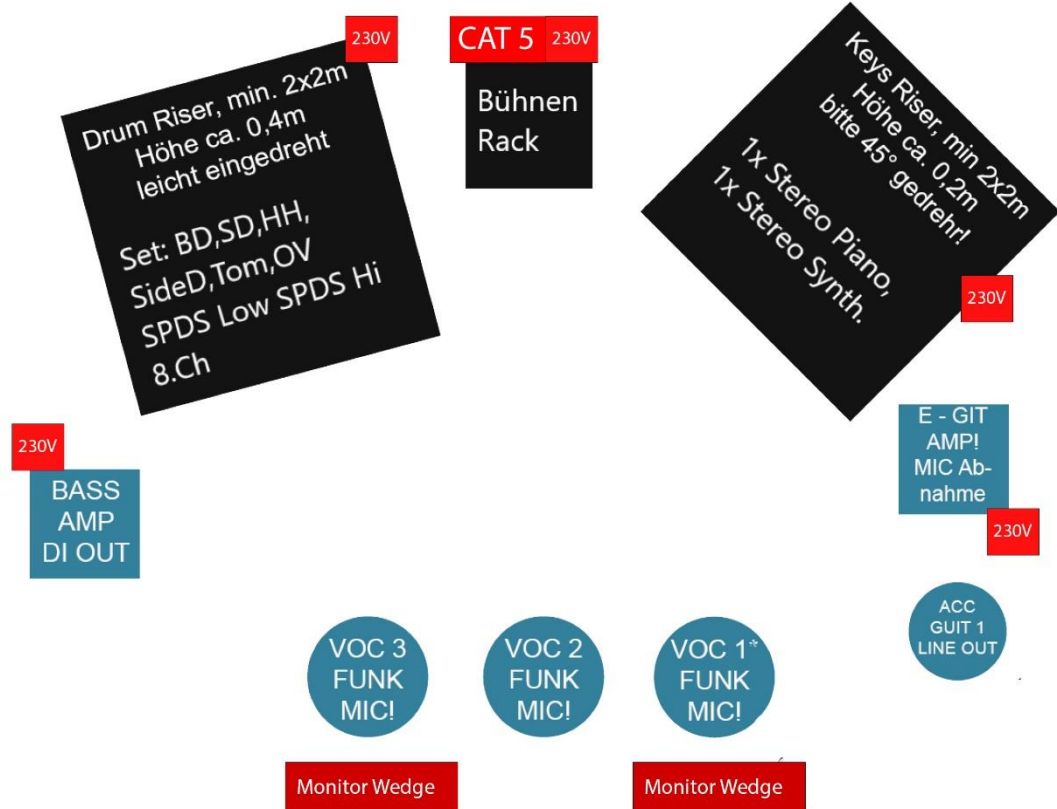 230V
Drum Riser, min. 2x2m
Höhe ca. 0,4m
leicht eingedreht
Set: BD,SD,HH,
SideD,Tom,OV
SPDS Low SPDS Hi
8.Ch
CAT 5
230V
Bühnen
Rack
Keys Riser, min 2x2m
Höhe ca. 0,2m
bitte 45° gedrehr!
1x Stereo Piano,
1x Stereo Synth.
230V
230V
BASS
AMP
DI OUT
E - GIT
AMP!
MIC Ab-
nahme
230V
ACC
GUIT 1
LINE OUT
VOC 3
FUNK
MIC!
VOC 2
FUNK
MIC!
VOC 1*
FUNK
MIC!
Monitor Wedge
Monitor Wedge